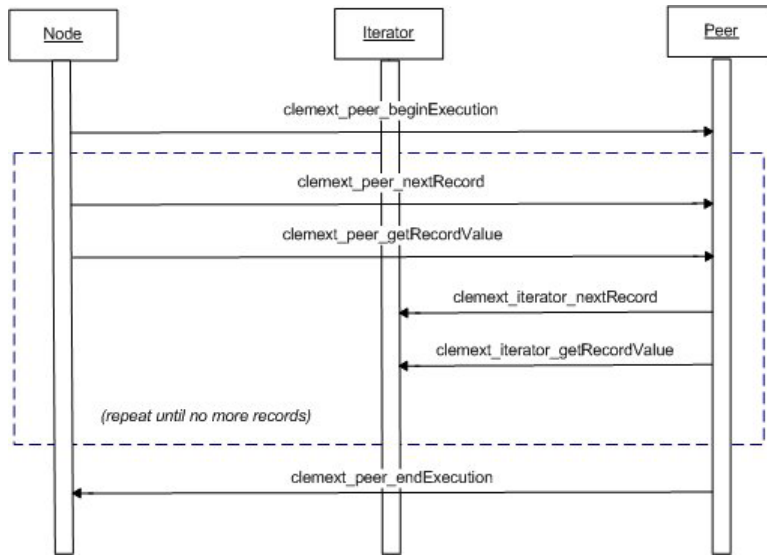 Node
Iterator
Peer
clemext_peer_beginExecution
clemext_peer_nextRecord
clemext_peer_getRecordValue
clemext_iterator_nextRecord
clemext_iterator_getRecordValue
(repeat until no more records)
clemext_peer_endExecution